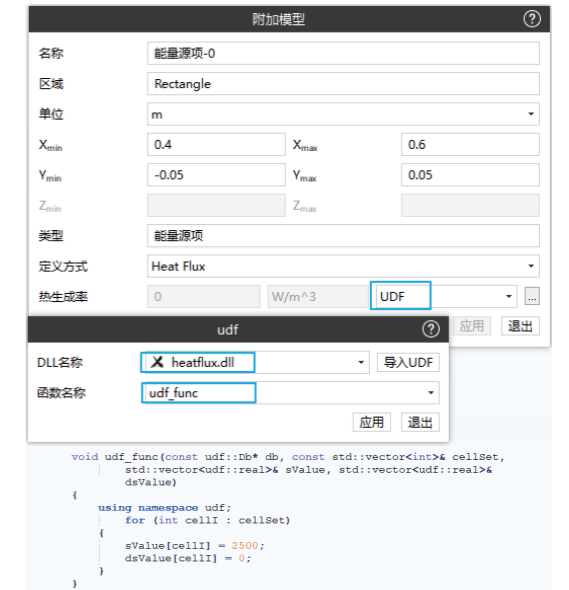 附加模型 ?
名称 能量源项-0
区域 Rectangle
单位 m
Xmin 0.4 Xmax 0.6
Ymin -0.05 Ymax 0.05
Zmin Zmax
类型 能量源项
定义方式 Heat Flux
热生成率 0 W/m^3 UDF ...
应用 退出
udf ?
DLL名称 heatflux.dll 导入UDF
函数名称 udf_func
应用 退出
void udf_func(const udf::Db* db, const std::vector<int>& cellSet,
std::vector<udf::real>& sValue, std::vector<udf::real>&
dsValue)
{
using namespace udf;
for (int cellI : cellSet)
{
sValue[cellI] = 2500;
dsValue[cellI] = 0;
}
}